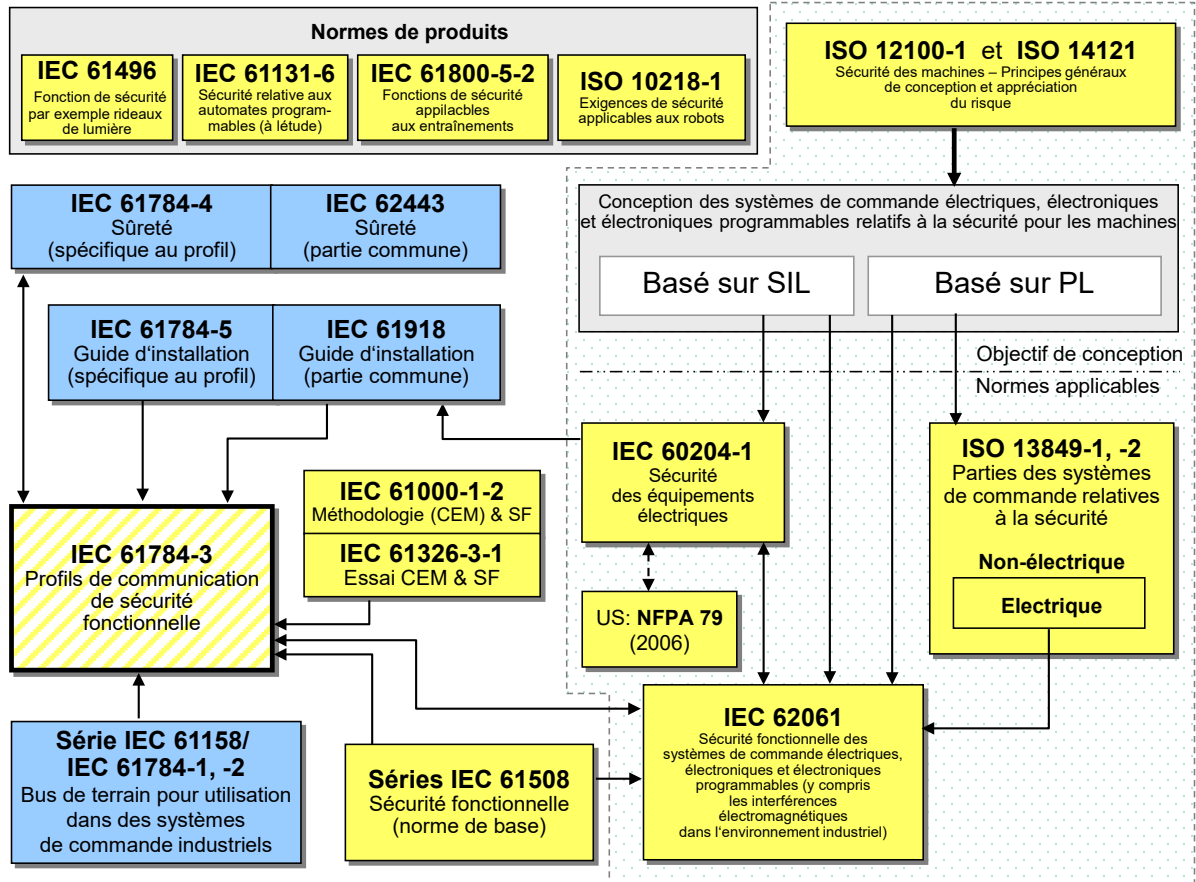 Normes de produits
IEC 61496
Fonction de sécurité
par exemple rideaux
de lumière
IEC 61131-6
Sécurité relative aux
automates program-
mables (à létude)
IEC 61800-5-2
Fonctions de sécurité
appilacbles
aux entraînements
ISO 10218-1
Exigences de sécurité
applicables aux robots
ISO 12100-1 et ISO 14121
Sécurité des machines – Principes généraux
de conception et appréciation
du risque
IEC 61784-4
Sûreté
(spécifique au profil)
IEC 62443
Sûreté
(partie commune)
Conception des systèmes de commande électriques, électroniques
et électroniques programmables relatifs à la sécurité pour les machines
Basé sur SIL
Basé sur PL
IEC 61784-5
Guide d‘installation
(spécifique au profil)
IEC 61918
Guide d‘installation
(partie commune)
Objectif de conception
Normes applicables
IEC 60204-1
Sécurité
des équipements
électriques
ISO 13849-1, -2
Parties des systèmes
de commande relatives
à la sécurité
Non-électrique
Electrique
IEC 61000-1-2
Méthodologie (CEM) & SF
IEC 61326-3-1
Essai CEM & SF
IEC 61784-3
Profils de communication
de sécurité
fonctionnelle
US: NFPA 79
(2006)
IEC 62061
Sécurité fonctionnelle des
systèmes de commande électriques,
électroniques et électroniques
programmables (y compris
les interférences
électromagnétiques
dans l‘environnement industriel)
Série IEC 61158/
IEC 61784-1, -2
Bus de terrain pour utilisation
dans des systèmes
de commande industriels
Séries IEC 61508
Sécurité fonctionnelle
(norme de base)